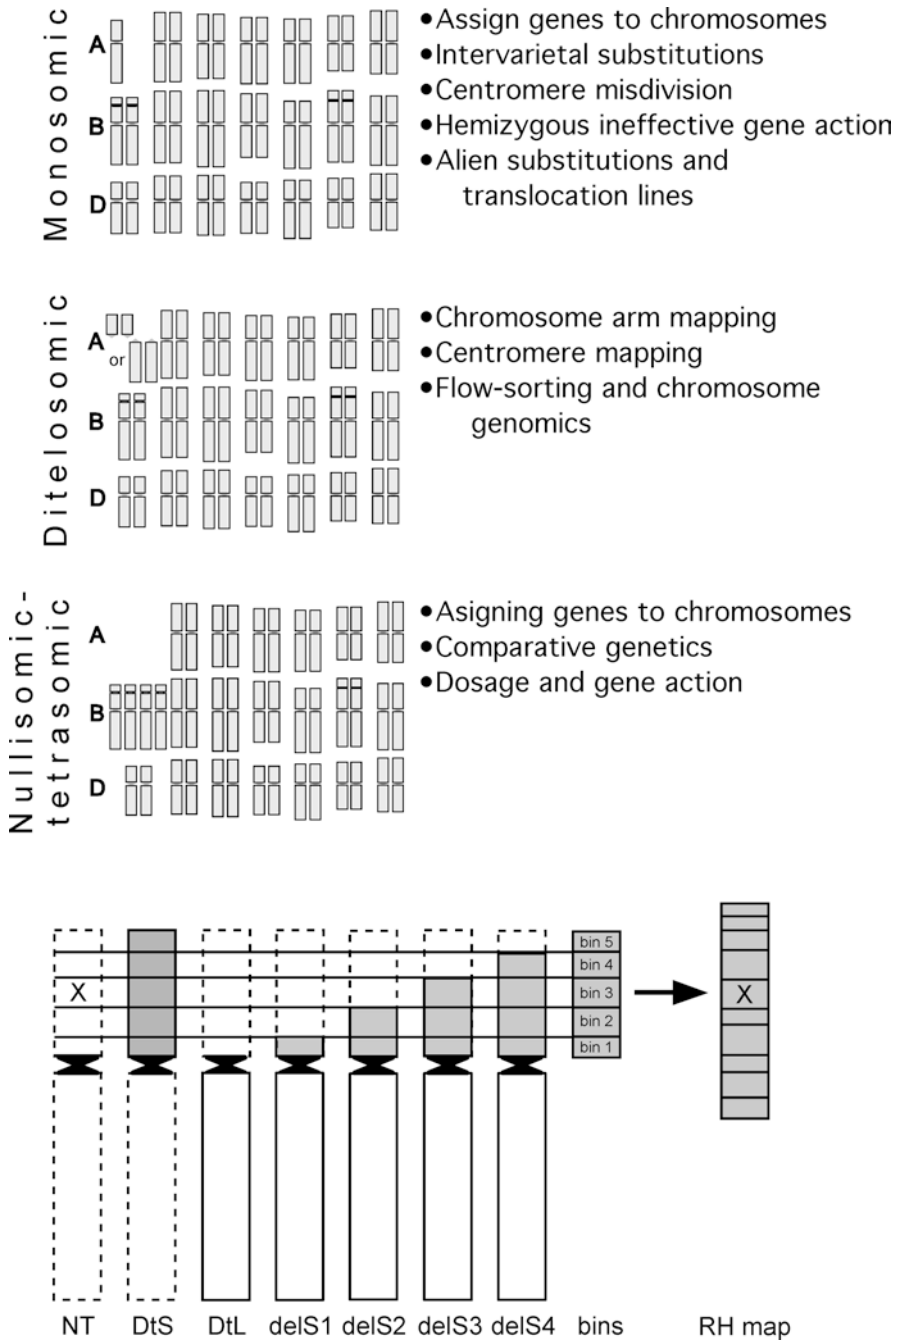 Monosomic
A
B
D
•Assign genes to chromosomes
•Intervarietal substitutions
•Centromere misdivision
•Hemizygous ineffective gene action
•Alien substitutions and
translocation lines
Ditelosomic
A
or
B
D
•Chromosome arm mapping
•Centromere mapping
•Flow-sorting and chromosome
genomics
Nullisomic-
tetrasomic
A
B
D
•Asigning genes to chromosomes
•Comparative genetics
•Dosage and gene action
bin 5
bin 4
X bin 3 X
bin 2
bin 1
NT DtS DtL delS1 delS2 delS3 delS4 bins RH map